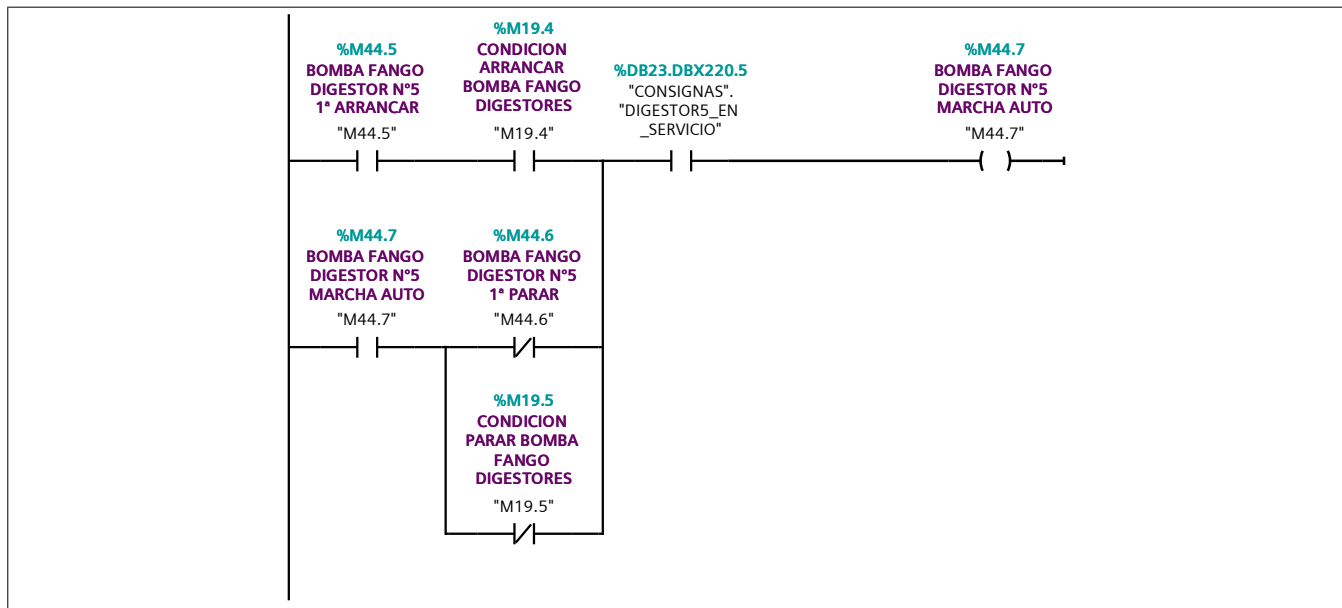 %M44.5
BOMBA FANGO
DIGESTOR Nº5
1ª ARRANCAR
"M44.5"
%M19.4
CONDICION
ARRANCAR
BOMBA FANGO
DIGESTORES
"M19.4"
%DB23.DBX220.5
"CONSIGNAS".
"DIGESTOR5_EN
_SERVICIO"
%M44.7
BOMBA FANGO
DIGESTOR Nº5
MARCHA AUTO
"M44.7"
%M44.7
BOMBA FANGO
DIGESTOR Nº5
MARCHA AUTO
"M44.7"
%M44.6
BOMBA FANGO
DIGESTOR Nº5
1ª PARAR
"M44.6"
%M19.5
CONDICION
PARAR BOMBA
FANGO
DIGESTORES
"M19.5"